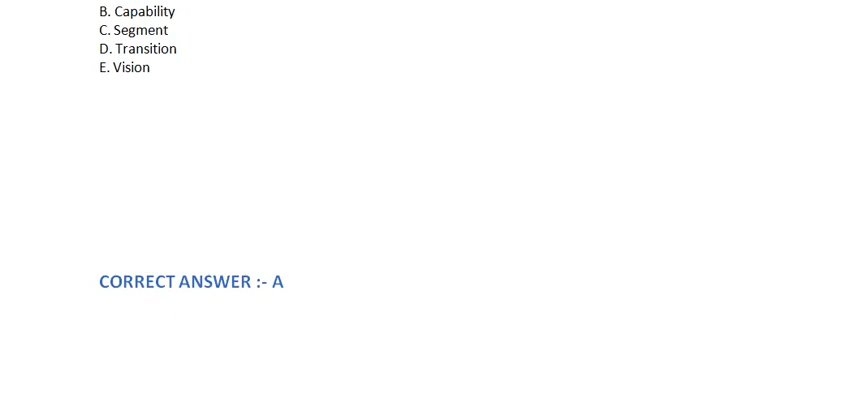 B. Capability
C. Segment
D. Transition
E. Vision
CORRECT ANSWER :- A